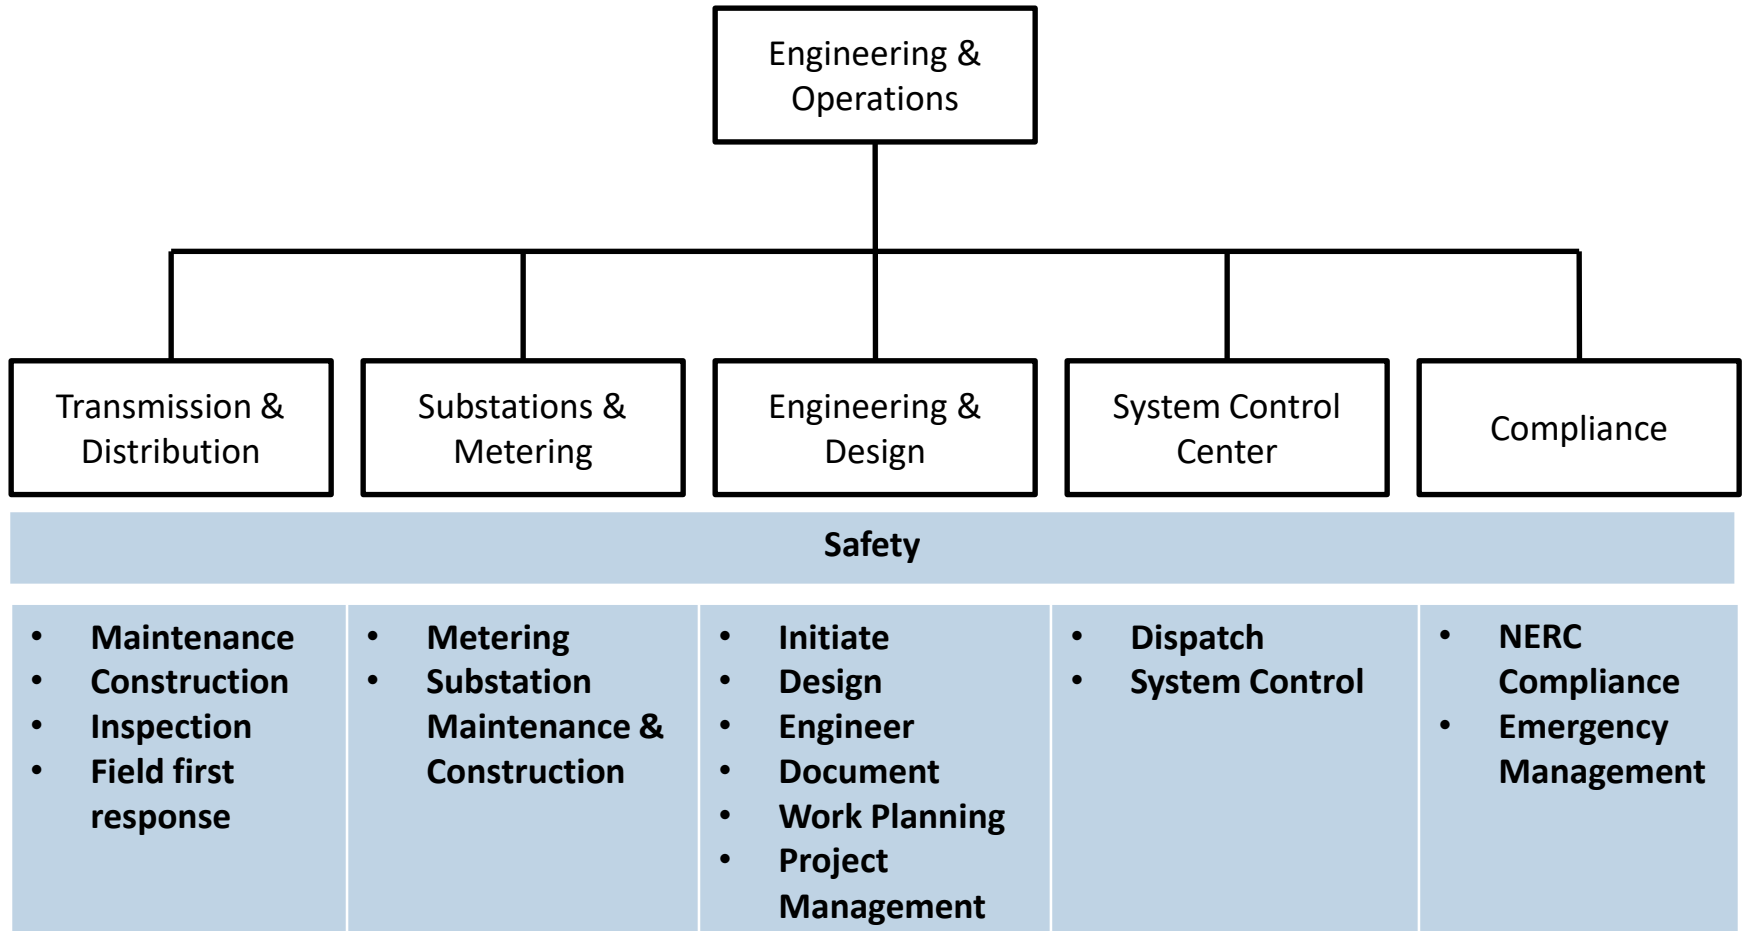 Engineering &
Operations
Transmission &
Distribution
Substations &
Metering
Engineering &
Design
System Control
Center
Compliance
Safety
• Maintenance
• Construction
• Inspection
• Field first
response
• Metering
• Substation
Maintenance &
Construction
• Initiate
• Design
• Engineer
• Document
• Work Planning
• Project
Management
• Dispatch
• System Control
• NERC
Compliance
• Emergency
Management